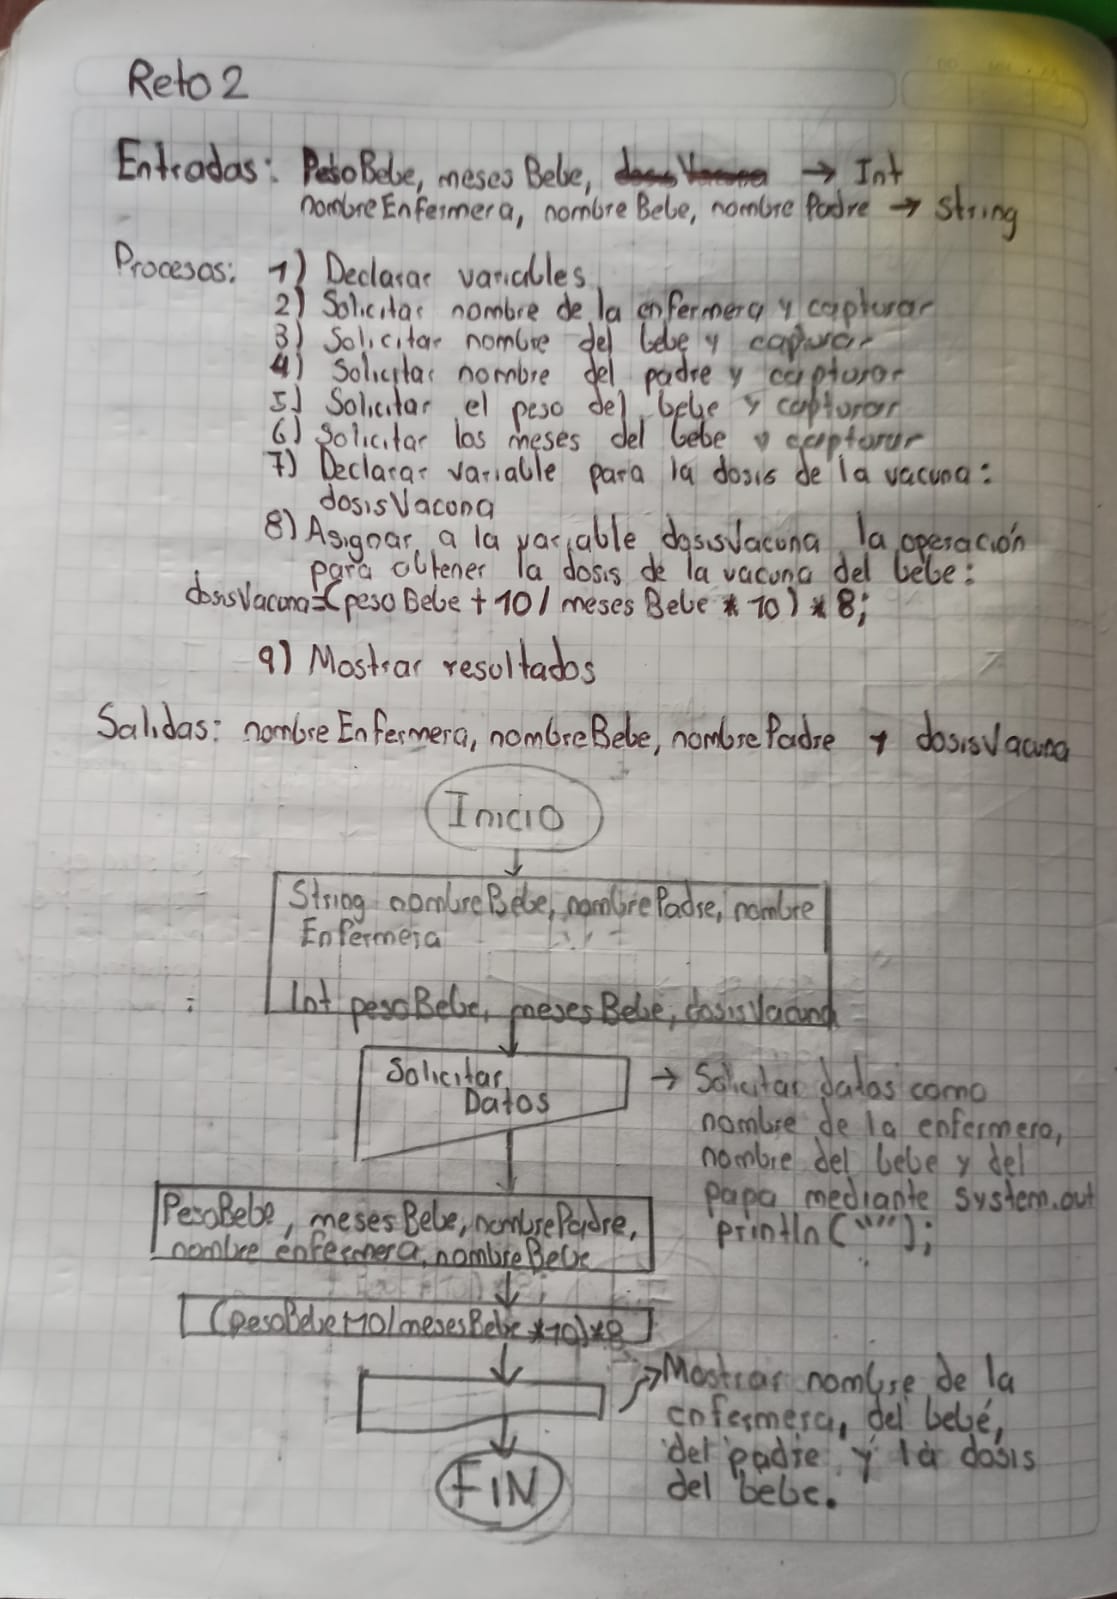 Reto 2
Entradas: PesoBebe, meses Bebe, dosis Vacuna → Int
nombre Enfermera, nombre Bebe, nombre Padre → String
Procesos: 1) Declarar variables
2) Solicitar nombre de la enfermera y capturar
3) Solicitar nombre del bebe y capurar
4) Solicitar nombre del padre y capturar
5) Solicitar el peso del bebe y capturar
6) Solicitar los meses del bebe y capturar
7) Declarar variable para la dosis de la vacuna:
dosisVacuna
8) Asignar a la variable dosisVacuna la operación
para obtener la dosis de la vacuna del bebe:
dosisVacuna=(peso Bebe + 10 / meses Bebe * 10) * 8;
9) Mostrar resultados
Salidas: nombre Enfermera, nombreBebe, nombrePadre y dosisVacuna
Inicio
String nombreBebe, nombrePadre, nombre
Enfermera
Int pesoBebe, mesesBebe, dosisVacuna
Solicitar
Datos
→ Solicitar datos como
nombre de la enfermera,
nombre del bebe y del
papa mediante system.out
println (" ");
PesoBebe, meses Bebe, nombrePadre,
nombre enfermera, nombreBebe
(pesoBebe+10/mesesBebe *10)*8
Mostrar nombre de la
enfermera, del bebé,
del padre y la dosis
del bebe.
FIN